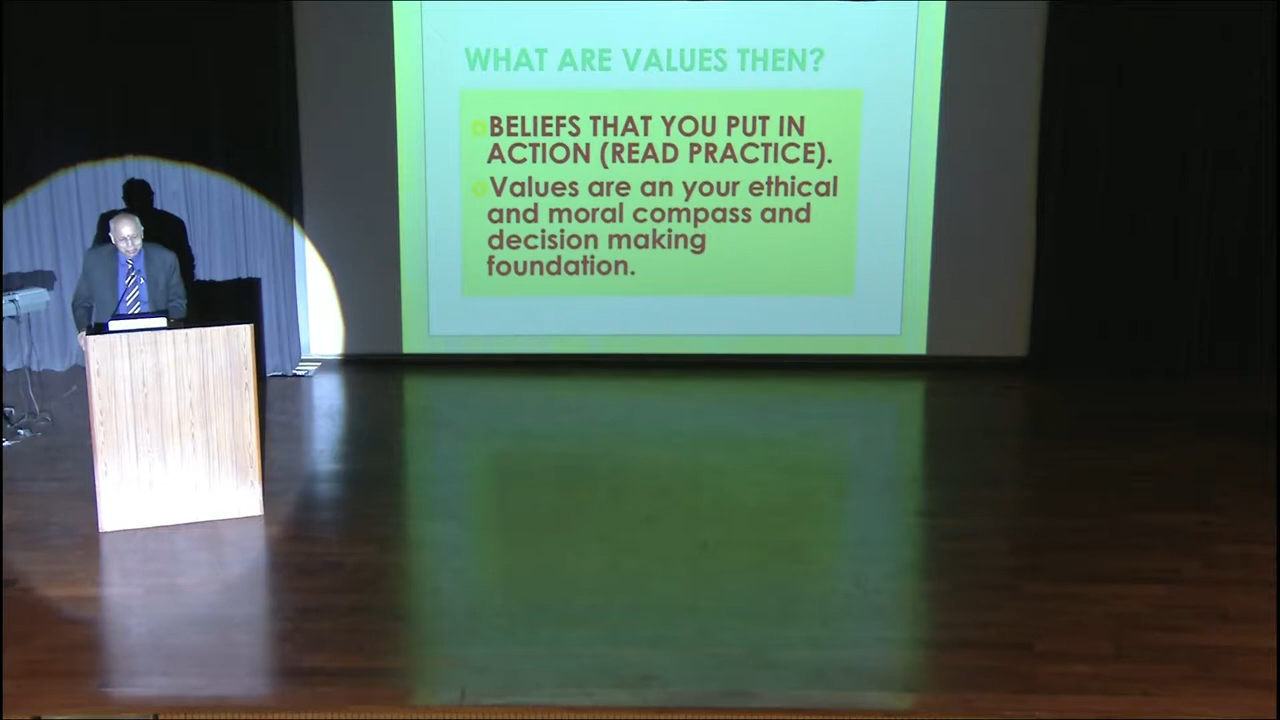 WHAT ARE VALUES THEN?
BELIEFS THAT YOU PUT IN
ACTION (READ PRACTICE).
Values are an your ethical
and moral compass and
decision making
foundation.